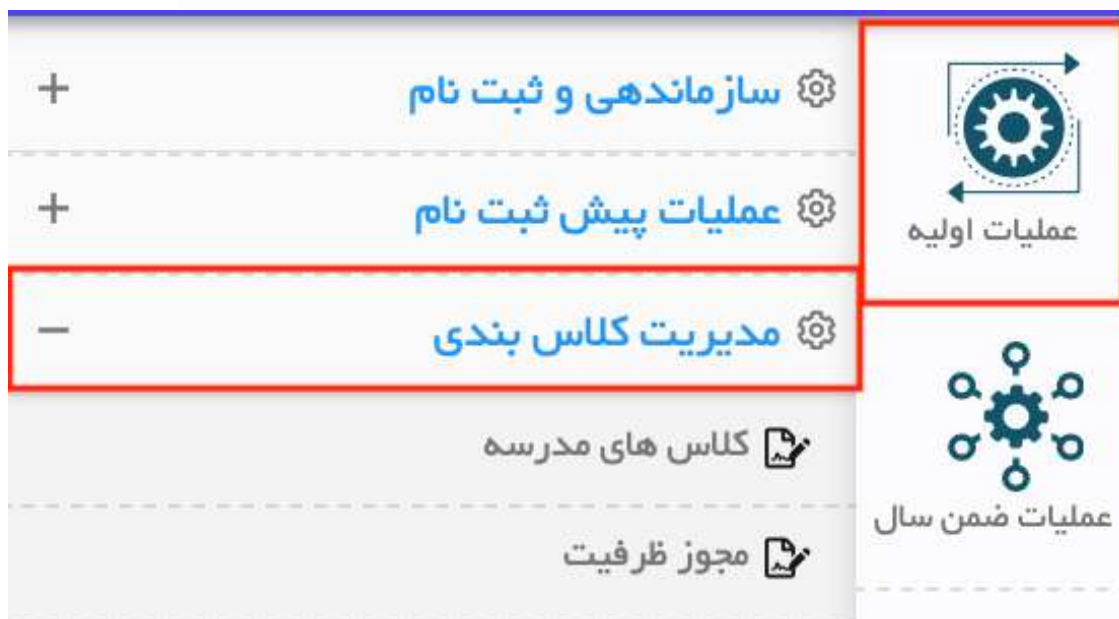 عملیات اولیه
عملیات ضمن سال
سازماندهی و ثبت نام
عملیات پیش ثبت نام
مدیریت کلاس بندی
کلاس های مدرسه
مجوز ظرفیت